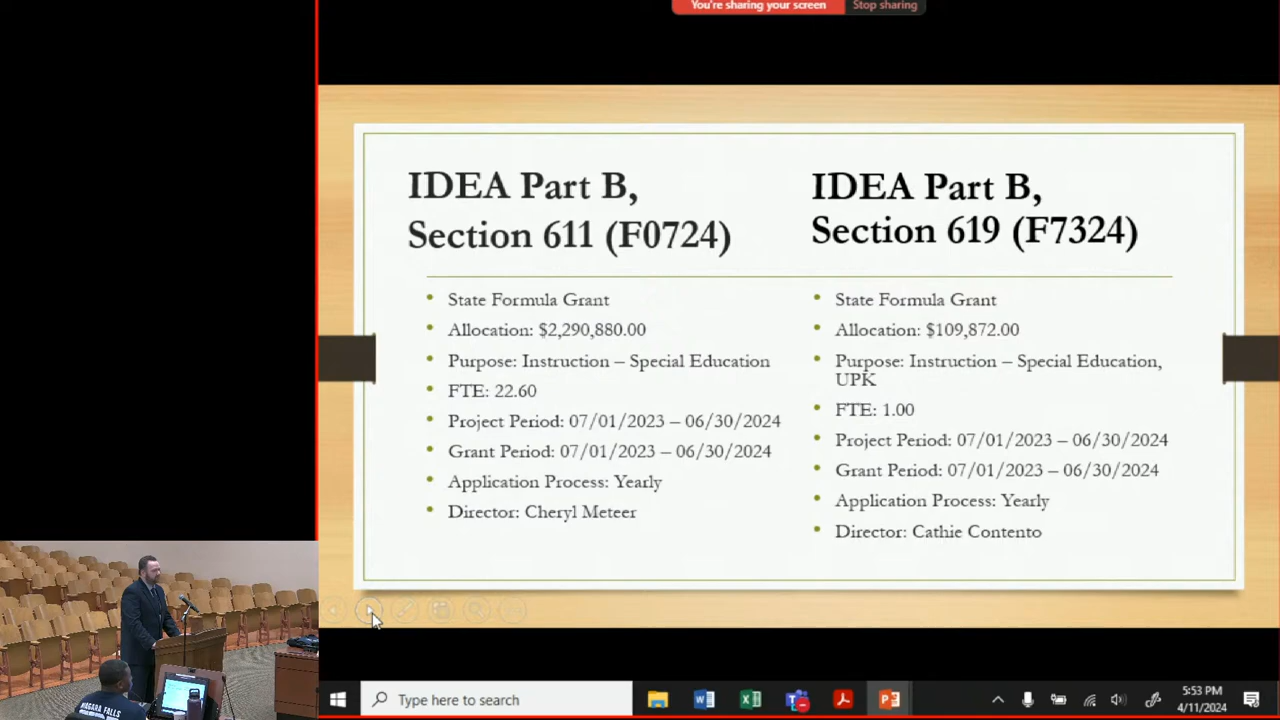 You're sharing your screen
Stop sharing
IDEA Part B,
Section 611 (F0724)
• State Formula Grant
• Allocation: $2,290,880.00
• Purpose: Instruction – Special Education
• FTE: 22.60
• Project Period: 07/01/2023 – 06/30/2024
• Grant Period: 07/01/2023 – 06/30/2024
• Application Process: Yearly
• Director: Cheryl Meteer
IDEA Part B,
Section 619 (F7324)
• State Formula Grant
• Allocation: $109,872.00
• Purpose: Instruction – Special Education,
UPK
• FTE: 1.00
• Project Period: 07/01/2023 – 06/30/2024
• Grant Period: 07/01/2023 – 06/30/2024
• Application Process: Yearly
• Director: Cathie Contento
NIAGARA FALLS
Type here to search
5:53 PM
4/11/2024